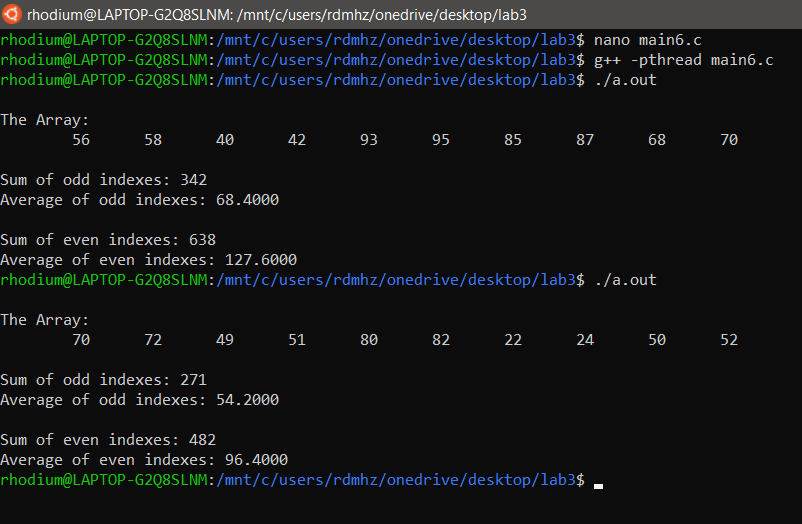 rhodium@LAPTOP-G2Q8SLNM: /mnt/c/users/rdmhz/onedrive/desktop/lab3
rhodium@LAPTOP-G2Q8SLNM:/mnt/c/users/rdmhz/onedrive/desktop/lab3$ nano main6.c
rhodium@LAPTOP-G2Q8SLNM:/mnt/c/users/rdmhz/onedrive/desktop/lab3$ g++ -pthread main6.c
rhodium@LAPTOP-G2Q8SLNM:/mnt/c/users/rdmhz/onedrive/desktop/lab3$ ./a.out
The Array:
56 58 40 42 93 95 85 87 68 70
Sum of odd indexes: 342
Average of odd indexes: 68.4000
Sum of even indexes: 638
Average of even indexes: 127.6000
rhodium@LAPTOP-G2Q8SLNM:/mnt/c/users/rdmhz/onedrive/desktop/lab3$ ./a.out
The Array:
70 72 49 51 80 82 22 24 50 52
Sum of odd indexes: 271
Average of odd indexes: 54.2000
Sum of even indexes: 482
Average of even indexes: 96.4000
rhodium@LAPTOP-G2Q8SLNM:/mnt/c/users/rdmhz/onedrive/desktop/lab3$